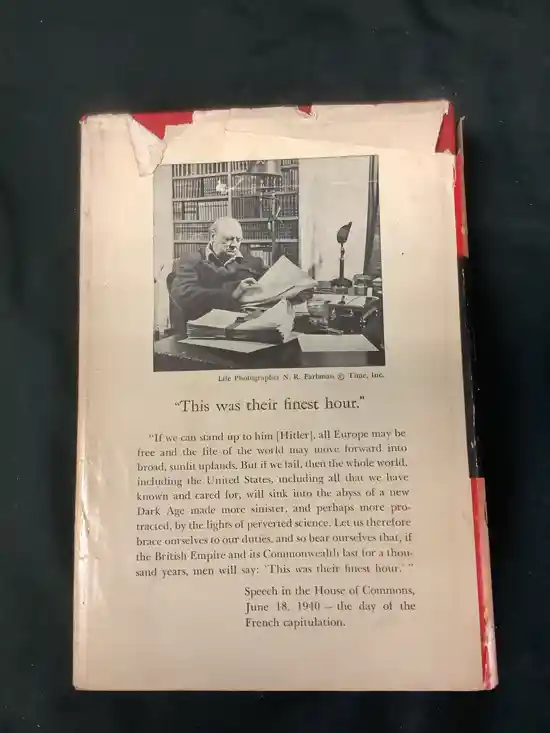 Life Photographer N. R. Farbman © Time, Inc.
"This was their finest hour."
"If we can stand up to him [Hitler], all Europe may be
free and the life of the world may move forward into
broad, sunlit uplands. But if we fail, then the whole world,
including the United States, including all that we have
known and cared for, will sink into the abyss of a new
Dark Age made more sinister, and perhaps more pro-
tracted, by the lights of perverted science. Let us therefore
brace ourselves to our duties, and so bear ourselves that, if
the British Empire and its Commonwealth last for a thou-
sand years, men will say: 'This was their finest hour.' "
Speech in the House of Commons,
June 18, 1940 – the day of the
French capitulation.